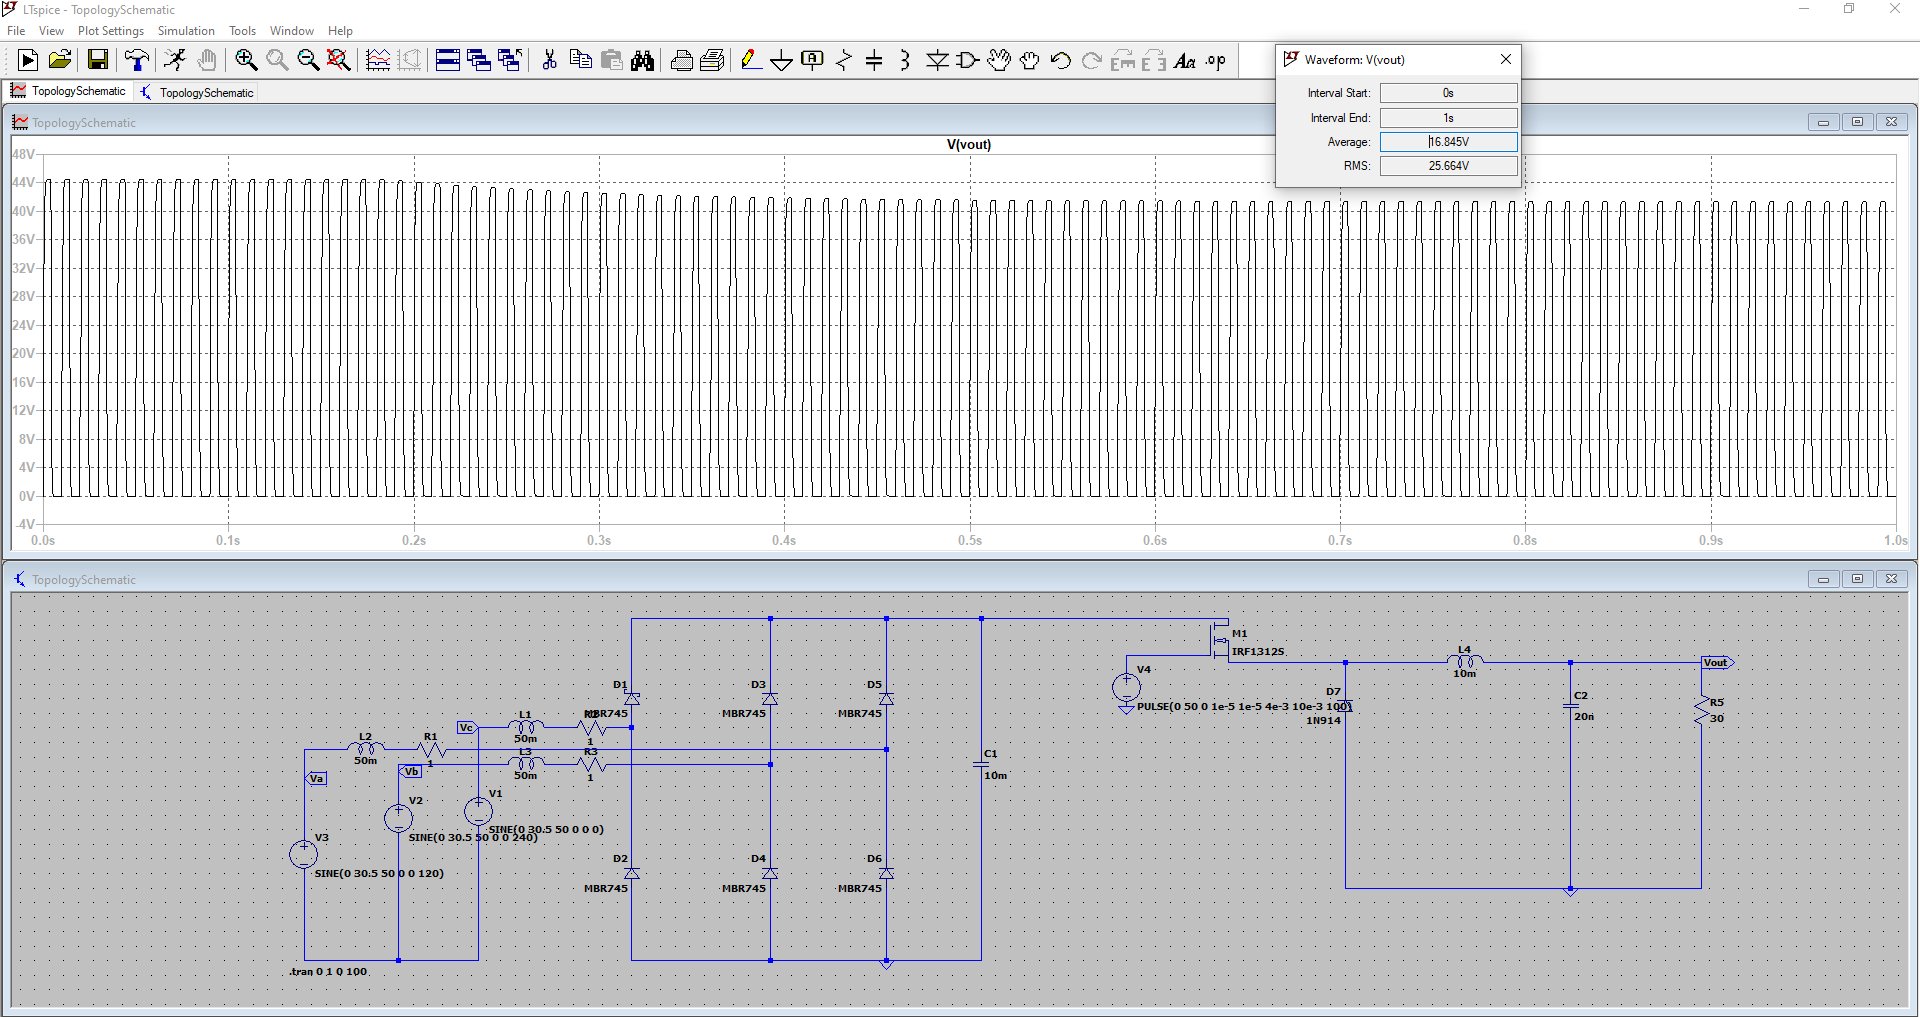 LTspice - TopologySchematic
File View Plot Settings Simulation Tools Window Help
.op
TopologySchematic TopologySchematic
Waveform: V(vout)
Interval Start: 0s
Interval End: 1s
Average: 16.845V
RMS: 25.664V
TopologySchematic
V(vout)
48V
44V
40V
36V
32V
28V
24V
20V
16V
12V
8V
4V
0V
-4V
0.0s 0.1s 0.2s 0.3s 0.4s 0.5s 0.6s 0.7s 0.8s 0.9s 1.0s
TopologySchematic
M1
IRF1312S
V4
PULSE(0 50 0 1e-5 1e-5 4e-3 10e-3 100)
L4
10m
Vout
D7
1N914
C2
20n
R5
30
D1
MBR745
D3
MBR745
D5
MBR745
Vc
L1
50m
1
L2
50m
R1
1
L3
50m
R3
1
Va
Vb
C1
10m
V1
SINE(0 30.5 50 0 0 0)
V2
SINE(0 30.5 50 0 0 240)
V3
SINE(0 30.5 50 0 0 120)
D2
MBR745
D4
MBR745
D6
MBR745
.tran 0 1 0 100